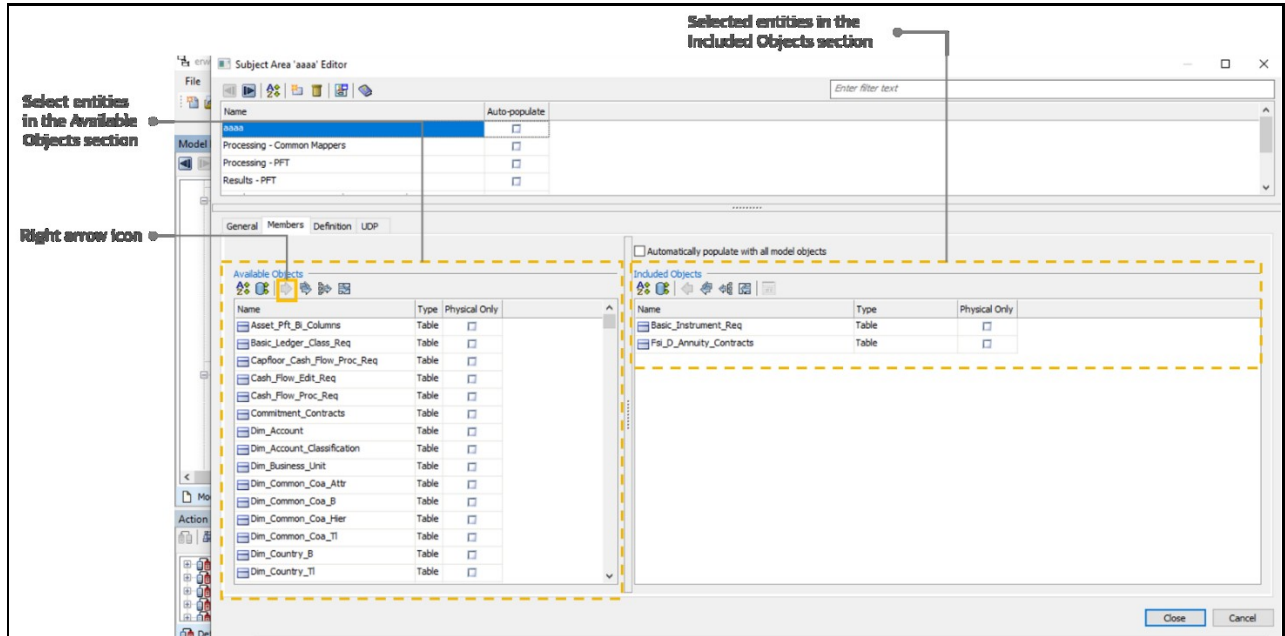 Selected entities in the
Included Objects section
erw
Subject Area 'aaaa' Editor
File
Enter filter text
Select entities
in the Available
Objects section
Name Auto-populate
aaaa
Model
Processing - Common Mappers
Processing - PFT
Results - PFT
General Members Definition UDP
Right arrow icon
Automatically populate with all model objects
Available Objects Included Objects
Name Type Physical Only Name Type Physical Only
Asset_Pft_Bi_Columns Table Basic_Instrument_Req Table
Basic_Ledger_Class_Req Table Fsi_D_Annuity_Contracts Table
Capfloor_Cash_Flow_Proc_Req Table
Cash_Flow_Edit_Req Table
Cash_Flow_Proc_Req Table
Commitment_Contracts Table
Dim_Account Table
Dim_Account_Classification Table
Dim_Business_Unit Table
Dim_Common_Coa_Attr Table
Mo
Dim_Common_Coa_B Table
Action
Dim_Common_Coa_Hier Table
Dim_Common_Coa_Tl Table
Dim_Country_B Table
Dim_Country_Tl Table
Close Cancel
De